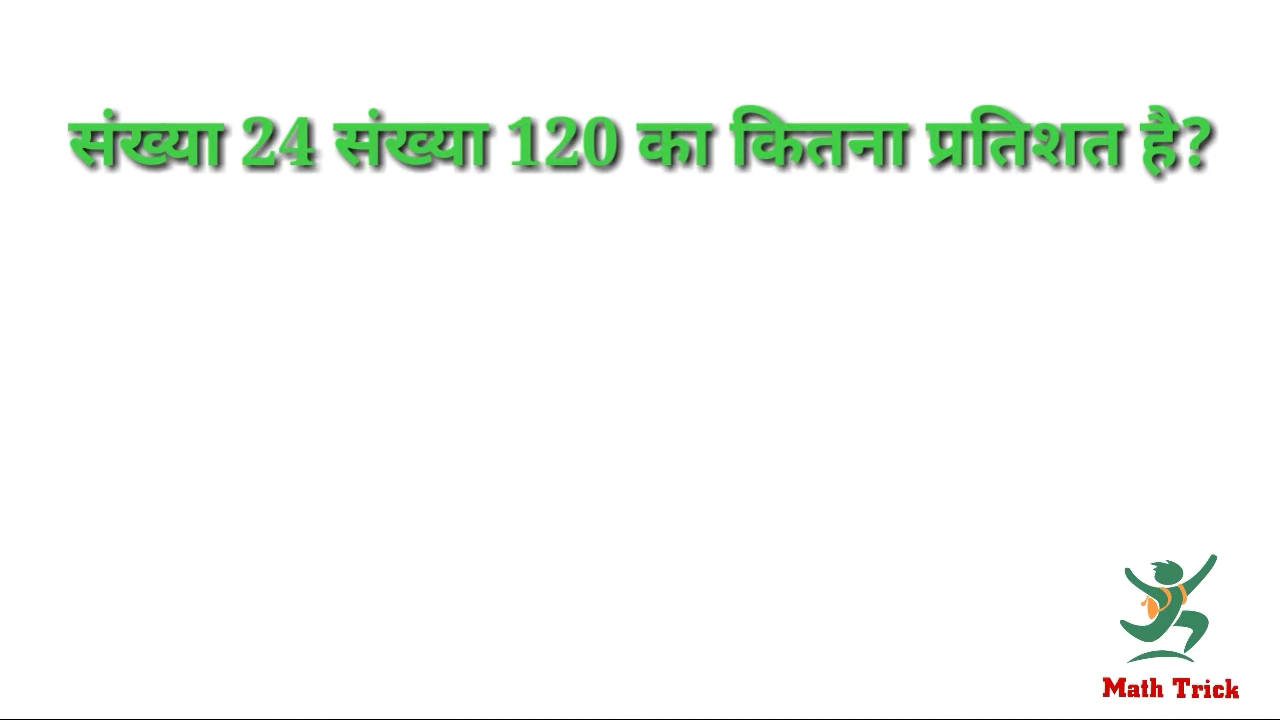 संख्या 24 संख्या 120 का कितना प्रतिशत है?
Math Trick